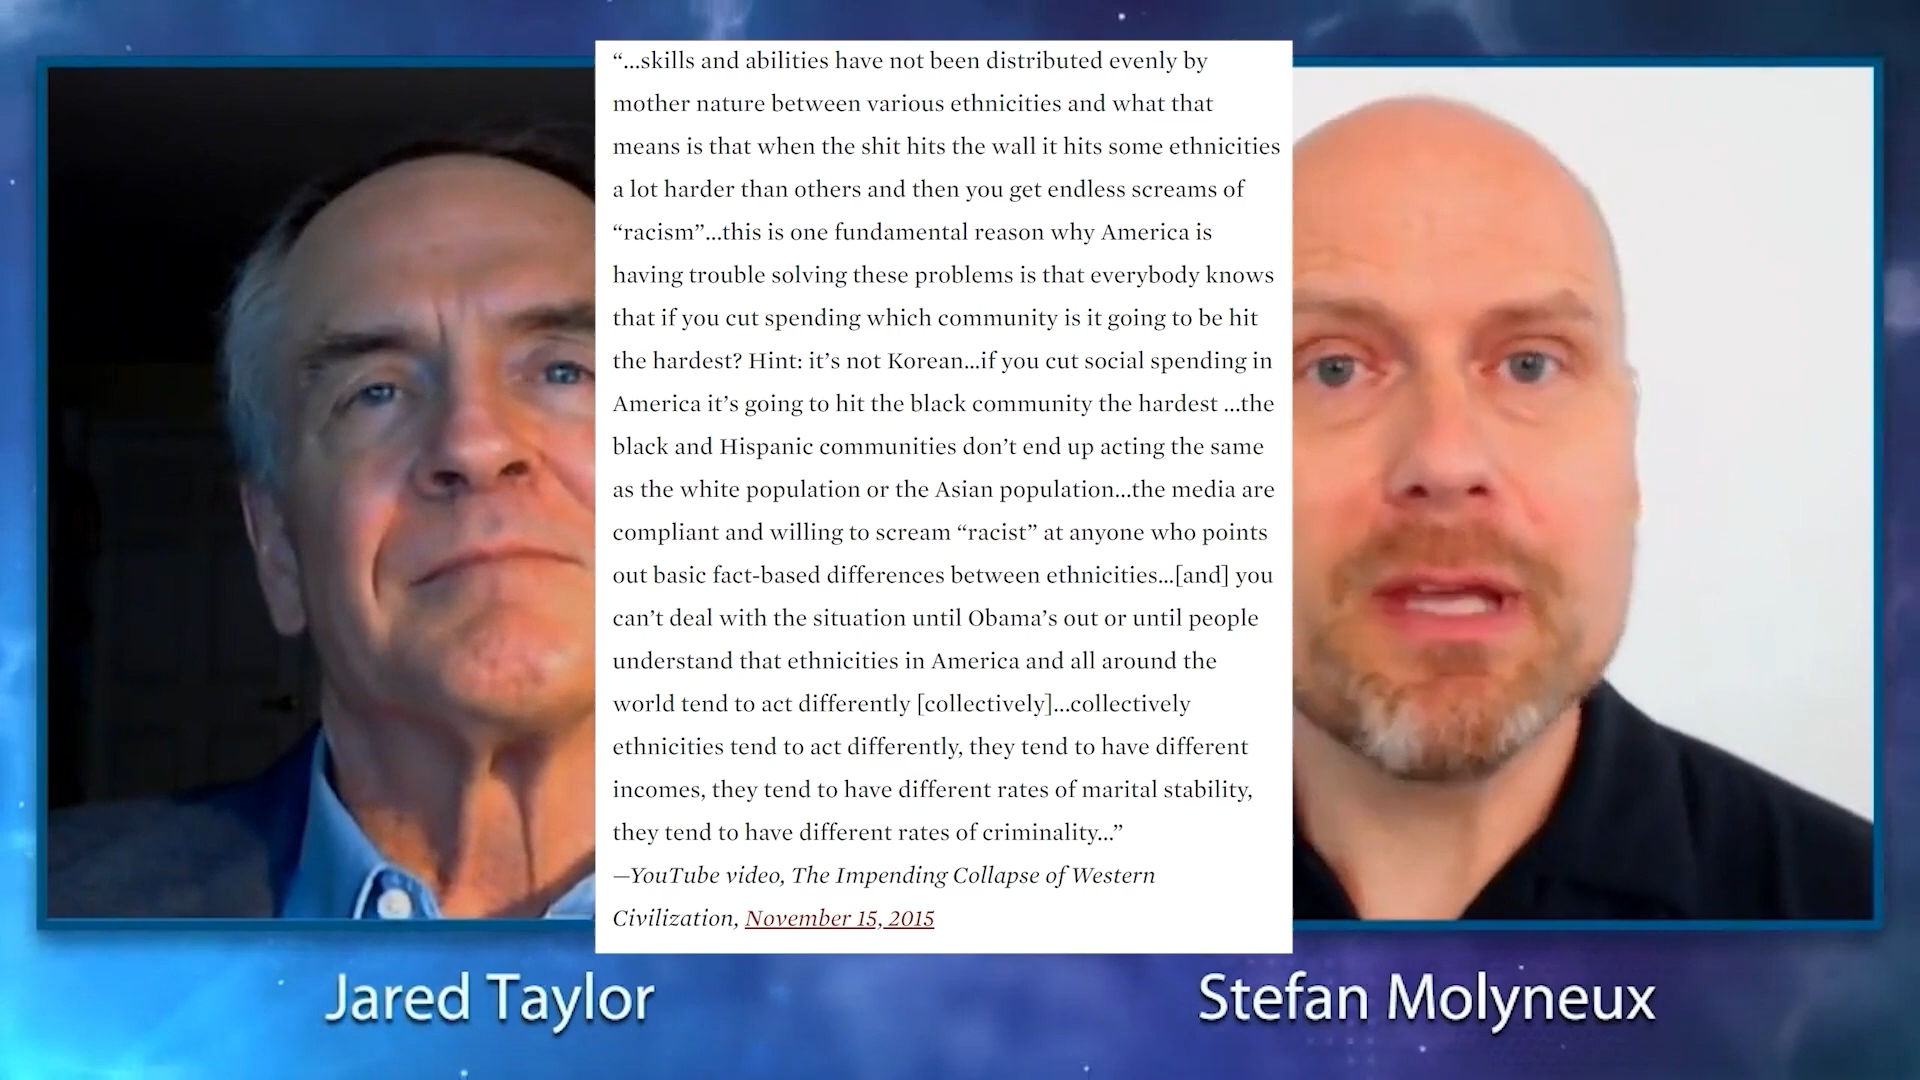 “…skills and abilities have not been distributed evenly by
mother nature between various ethnicities and what that
means is that when the shit hits the wall it hits some ethnicities
a lot harder than others and then you get endless screams of
“racism”…this is one fundamental reason why America is
having trouble solving these problems is that everybody knows
that if you cut spending which community is it going to be hit
the hardest? Hint: it’s not Korean…if you cut social spending in
America it’s going to hit the black community the hardest …the
black and Hispanic communities don’t end up acting the same
as the white population or the Asian population…the media are
compliant and willing to scream “racist” at anyone who points
out basic fact-based differences between ethnicities…[and] you
can’t deal with the situation until Obama’s out or until people
understand that ethnicities in America and all around the
world tend to act differently [collectively]…collectively
ethnicities tend to act differently, they tend to have different
incomes, they tend to have different rates of marital stability,
they tend to have different rates of criminality…”
—YouTube video, The Impending Collapse of Western
Civilization, November 15, 2015
Jared Taylor
Stefan Molyneux